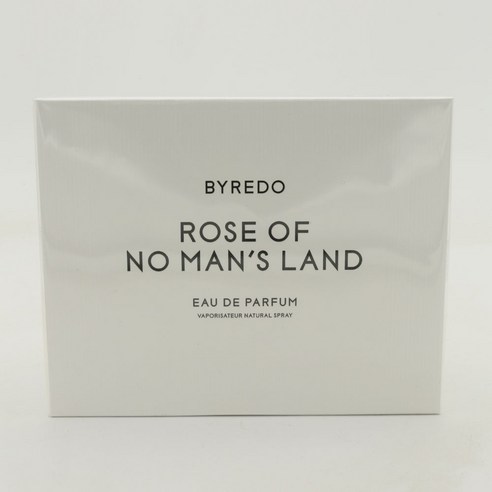 BYREDO
ROSE OF
NO MAN'S LAND
EAU DE PARFUM
VAPORISATEUR NATURAL SPRAY